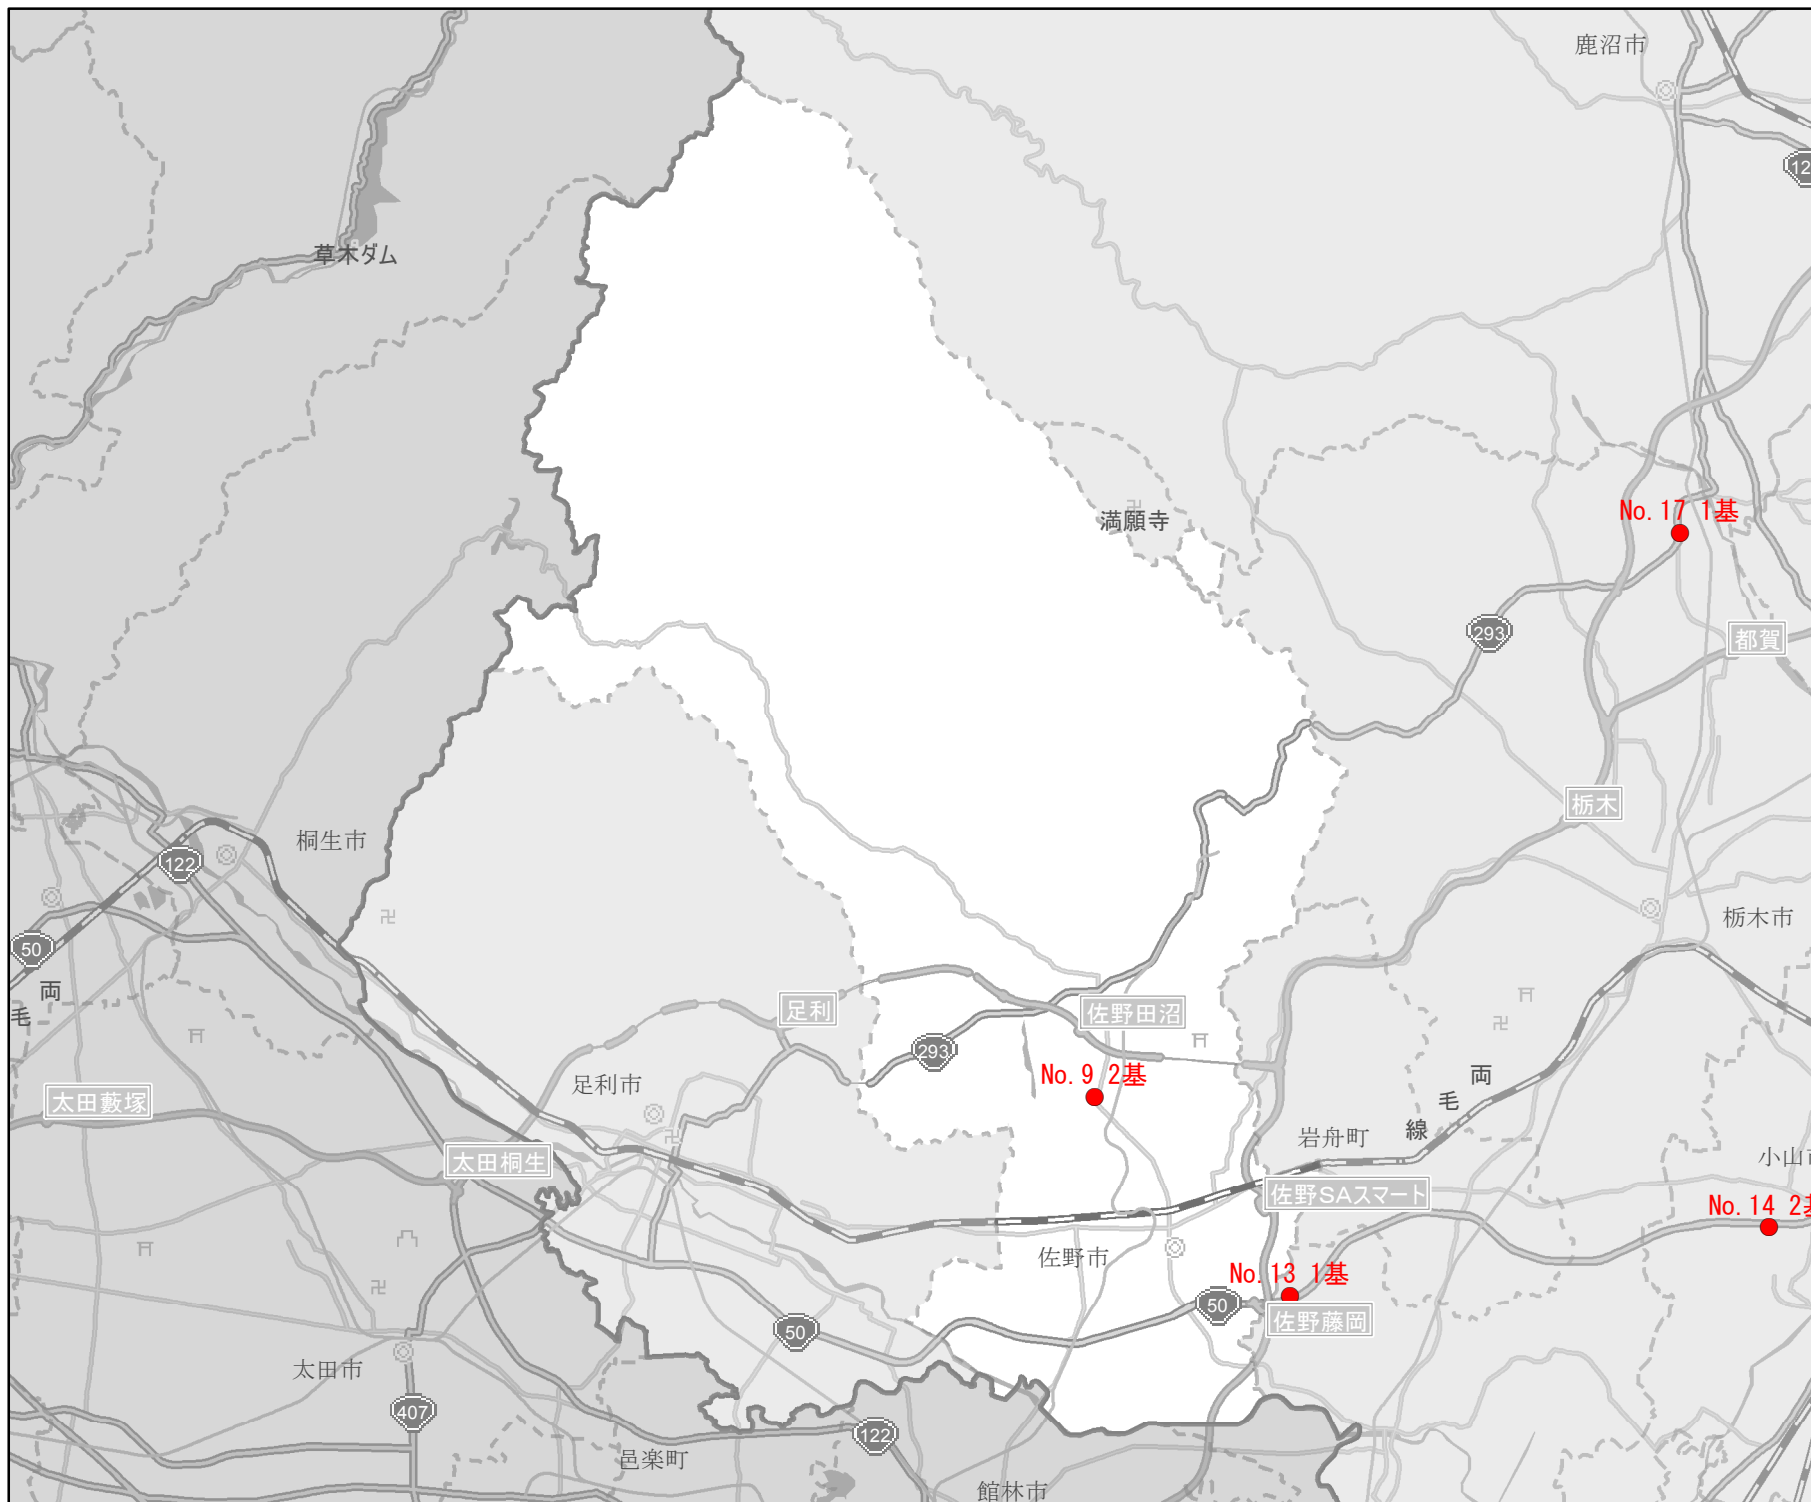 鹿沼市
12
草木ダム
満願寺
No.17 1基
293
都賀
栃木
桐生市
122
栃木市
50
両
毛
足利
佐野田沼
293
足利市
No.9 2基
両
毛
線
太田藪塚
岩舟町
太田桐生
小山市
佐野SAスマート
No.14 2基
佐野市
No.13 1基
50
佐野藤岡
50
太田市
407
122
邑楽町
館林市